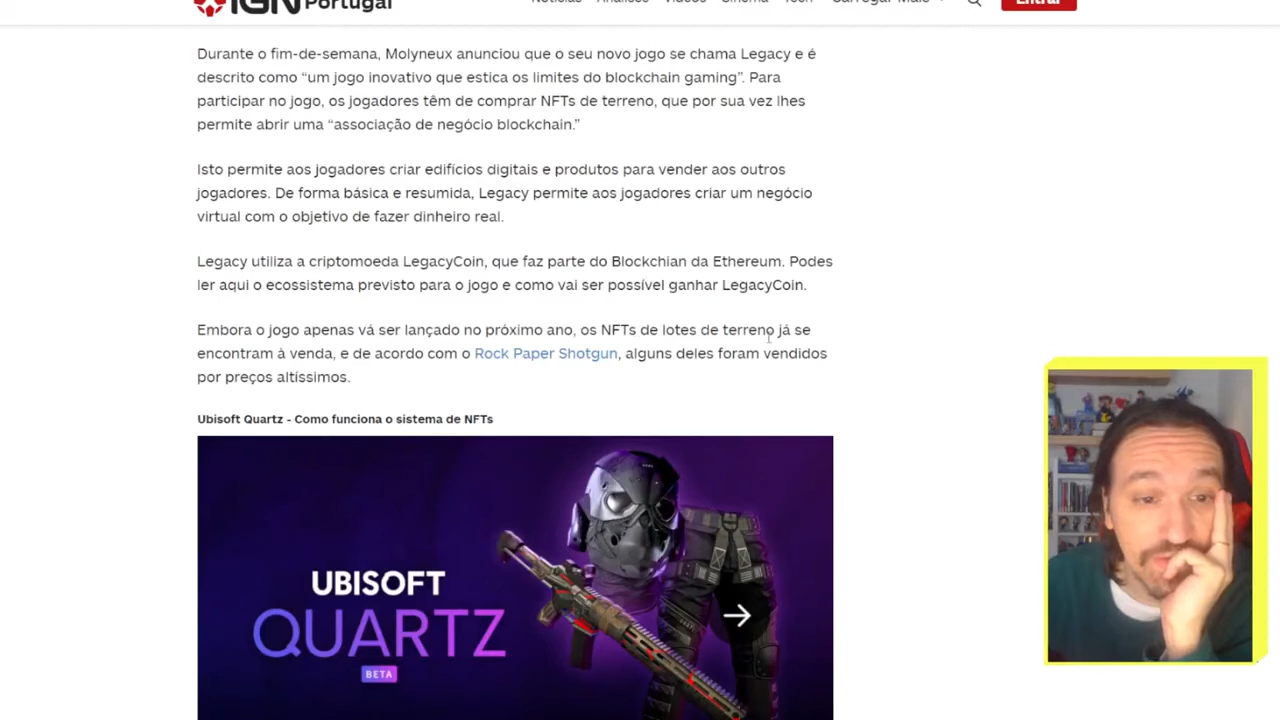 IGN Portugal
Notícias Análises Vídeos Cinema Tech Carregar Mais Entrar
Durante o fim-de-semana, Molyneux anunciou que o seu novo jogo se chama Legacy e é
descrito como “um jogo inovativo que estica os limites do blockchain gaming”. Para
participar no jogo, os jogadores têm de comprar NFTs de terreno, que por sua vez lhes
permite abrir uma “associação de negócio blockchain.”
Isto permite aos jogadores criar edifícios digitais e produtos para vender aos outros
jogadores. De forma básica e resumida, Legacy permite aos jogadores criar um negócio
virtual com o objetivo de fazer dinheiro real.
Legacy utiliza a criptomoeda LegacyCoin, que faz parte do Blockchian da Ethereum. Podes
ler aqui o ecossistema previsto para o jogo e como vai ser possível ganhar LegacyCoin.
Embora o jogo apenas vá ser lançado no próximo ano, os NFTs de lotes de terreno já se
encontram à venda, e de acordo com o Rock Paper Shotgun, alguns deles foram vendidos
por preços altíssimos.
Ubisoft Quartz - Como funciona o sistema de NFTs
UBISOFT
QUARTZ
BETA